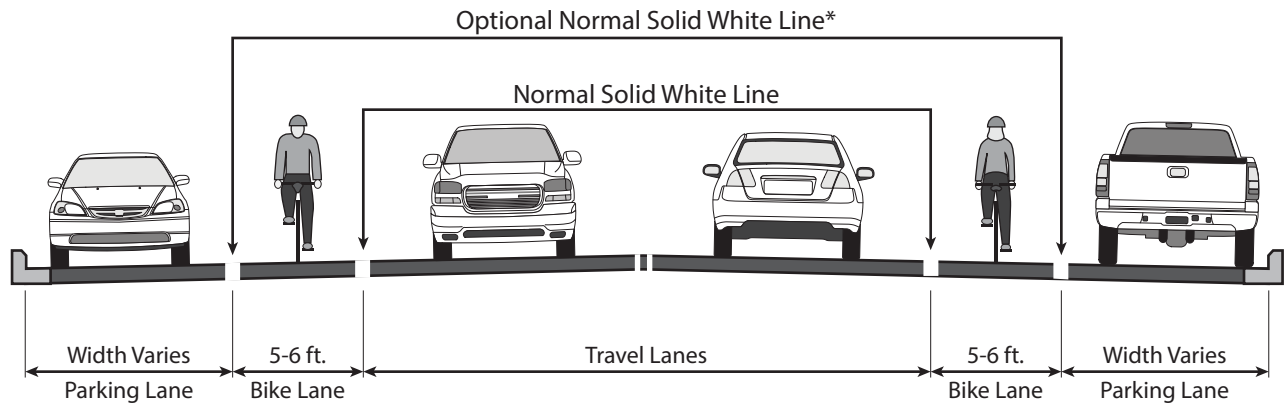 Optional Normal Solid White Line*
Normal Solid White Line
Width Varies
5-6 ft.
Travel Lanes
5-6 ft.
Width Varies
Parking Lane
Bike Lane
Bike Lane
Parking Lane